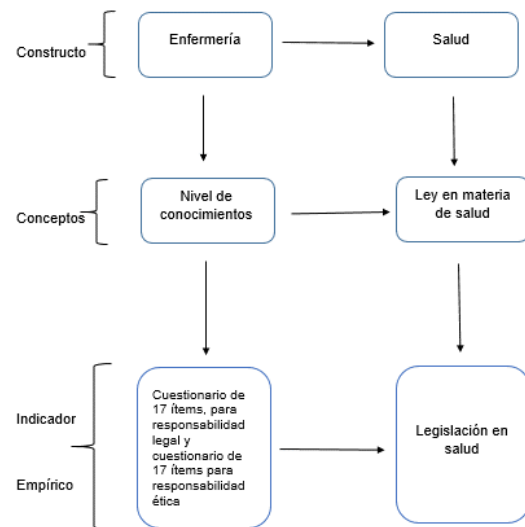 Constructo
Enfermería
Salud
Conceptos
Nivel de
conocimientos
Ley en materia
de salud
Indicador
Empírico
Cuestionario de
17 ítems, para
responsabilidad
legal y
cuestionario de
17 ítems para
responsabilidad
ética
Legislación en
salud